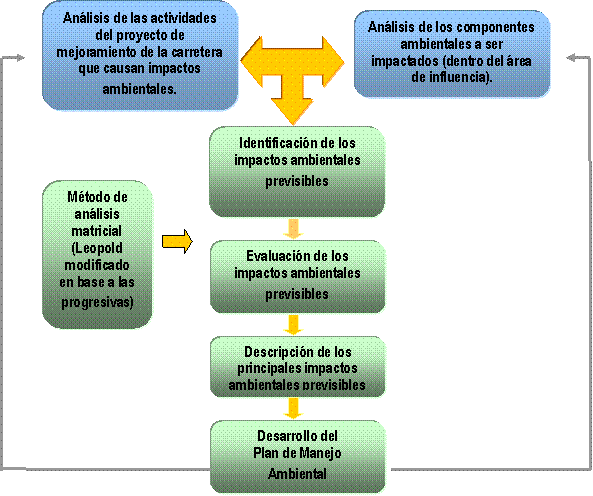 Análisis de las actividades
del proyecto de
mejoramiento de la carretera
que causan impactos
ambientales.
Análisis de los componentes
ambientales a ser
impactados (dentro del área
de influencia).
Identificación de los
impactos ambientales
previsibles
Método de
análisis
matricial
(Leopold
modificado
en base a las
progresivas)
Evaluación de los
impactos ambientales
previsibles
Descripción de los
principales impactos
ambientales previsibles
Desarrollo del
Plan de Manejo
Ambiental